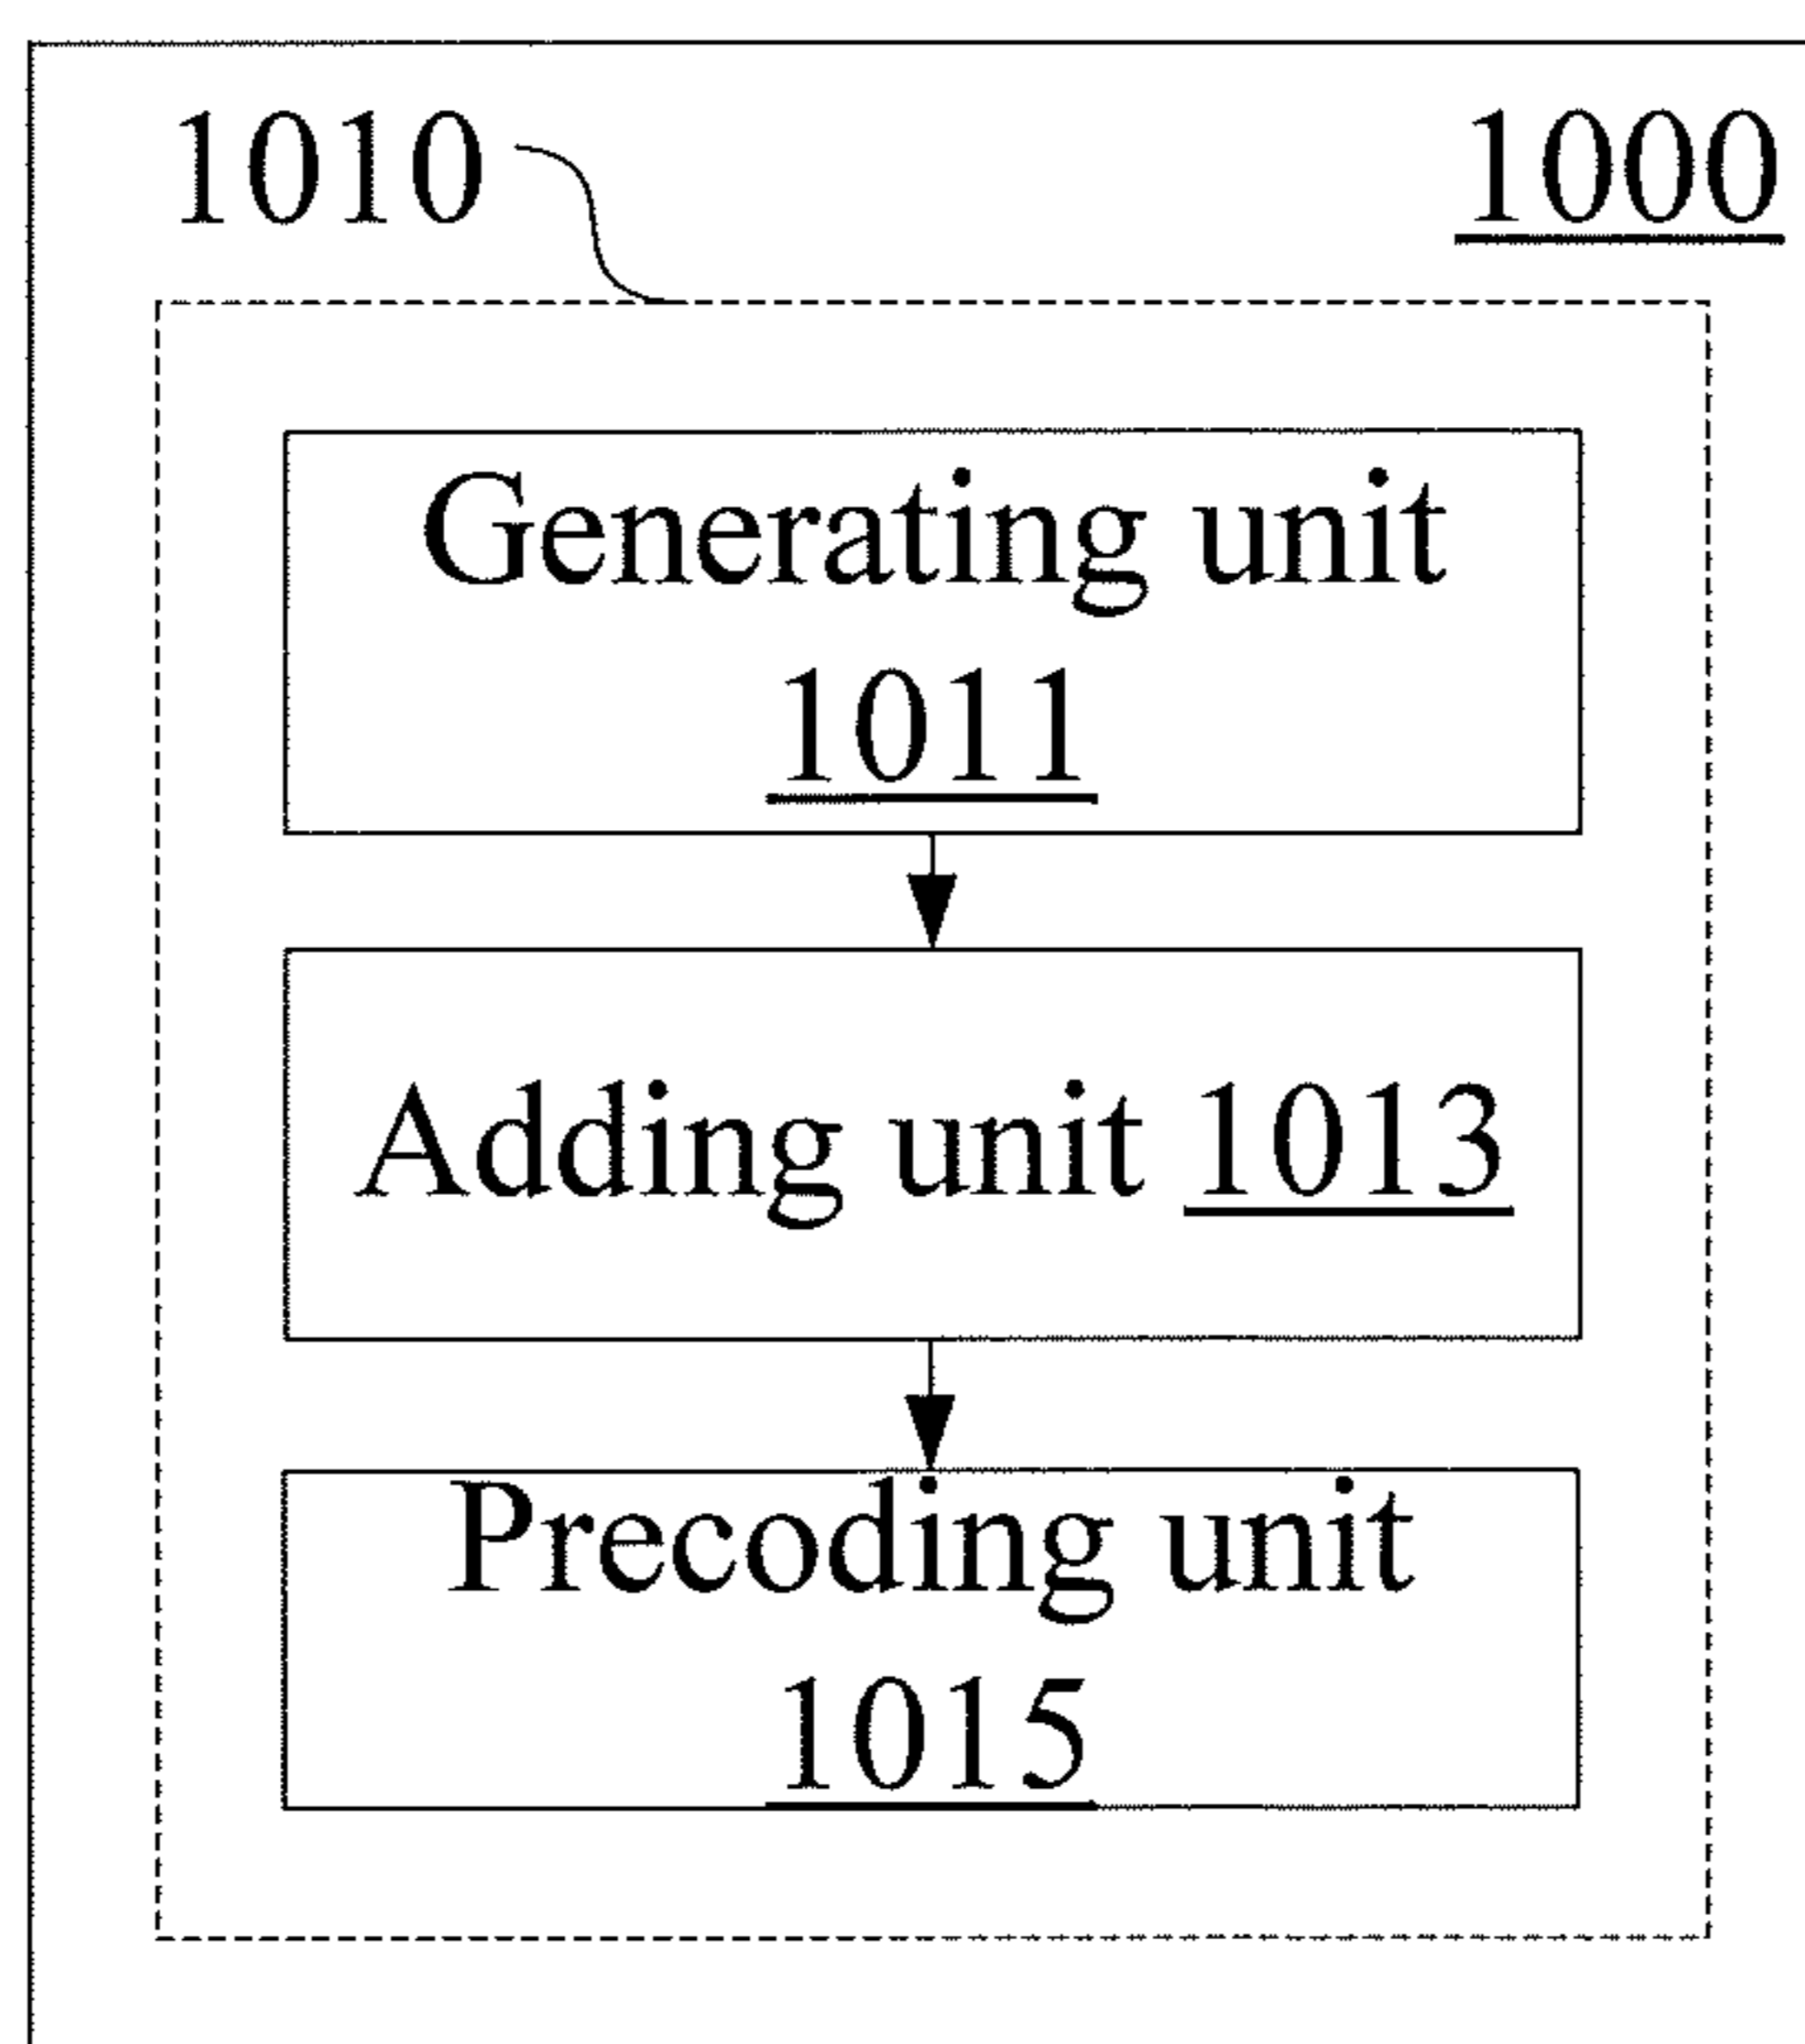 1010
1000
Generating unit
1011
Adding unit 1013
Precoding unit
1015